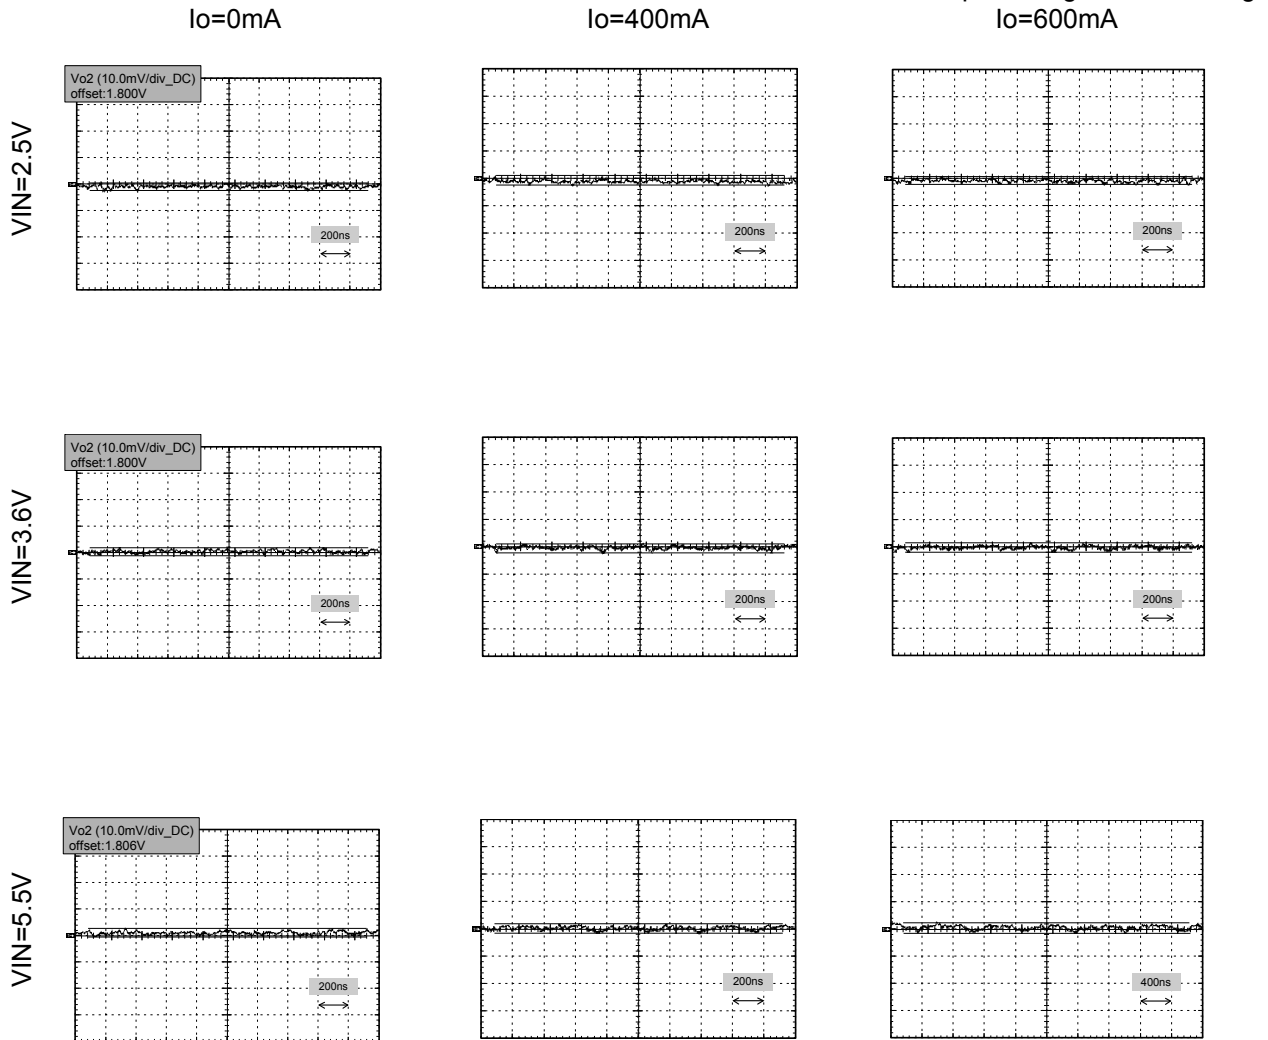 Io=0mA
Io=400mA
Io=600mA
VIN=2.5V
Vo2 (10.0mV/div_DC)
offset:1.800V
200ns
200ns
200ns
VIN=3.6V
Vo2 (10.0mV/div_DC)
offset:1.800V
200ns
200ns
200ns
VIN=5.5V
Vo2 (10.0mV/div_DC)
offset:1.806V
200ns
200ns
400ns